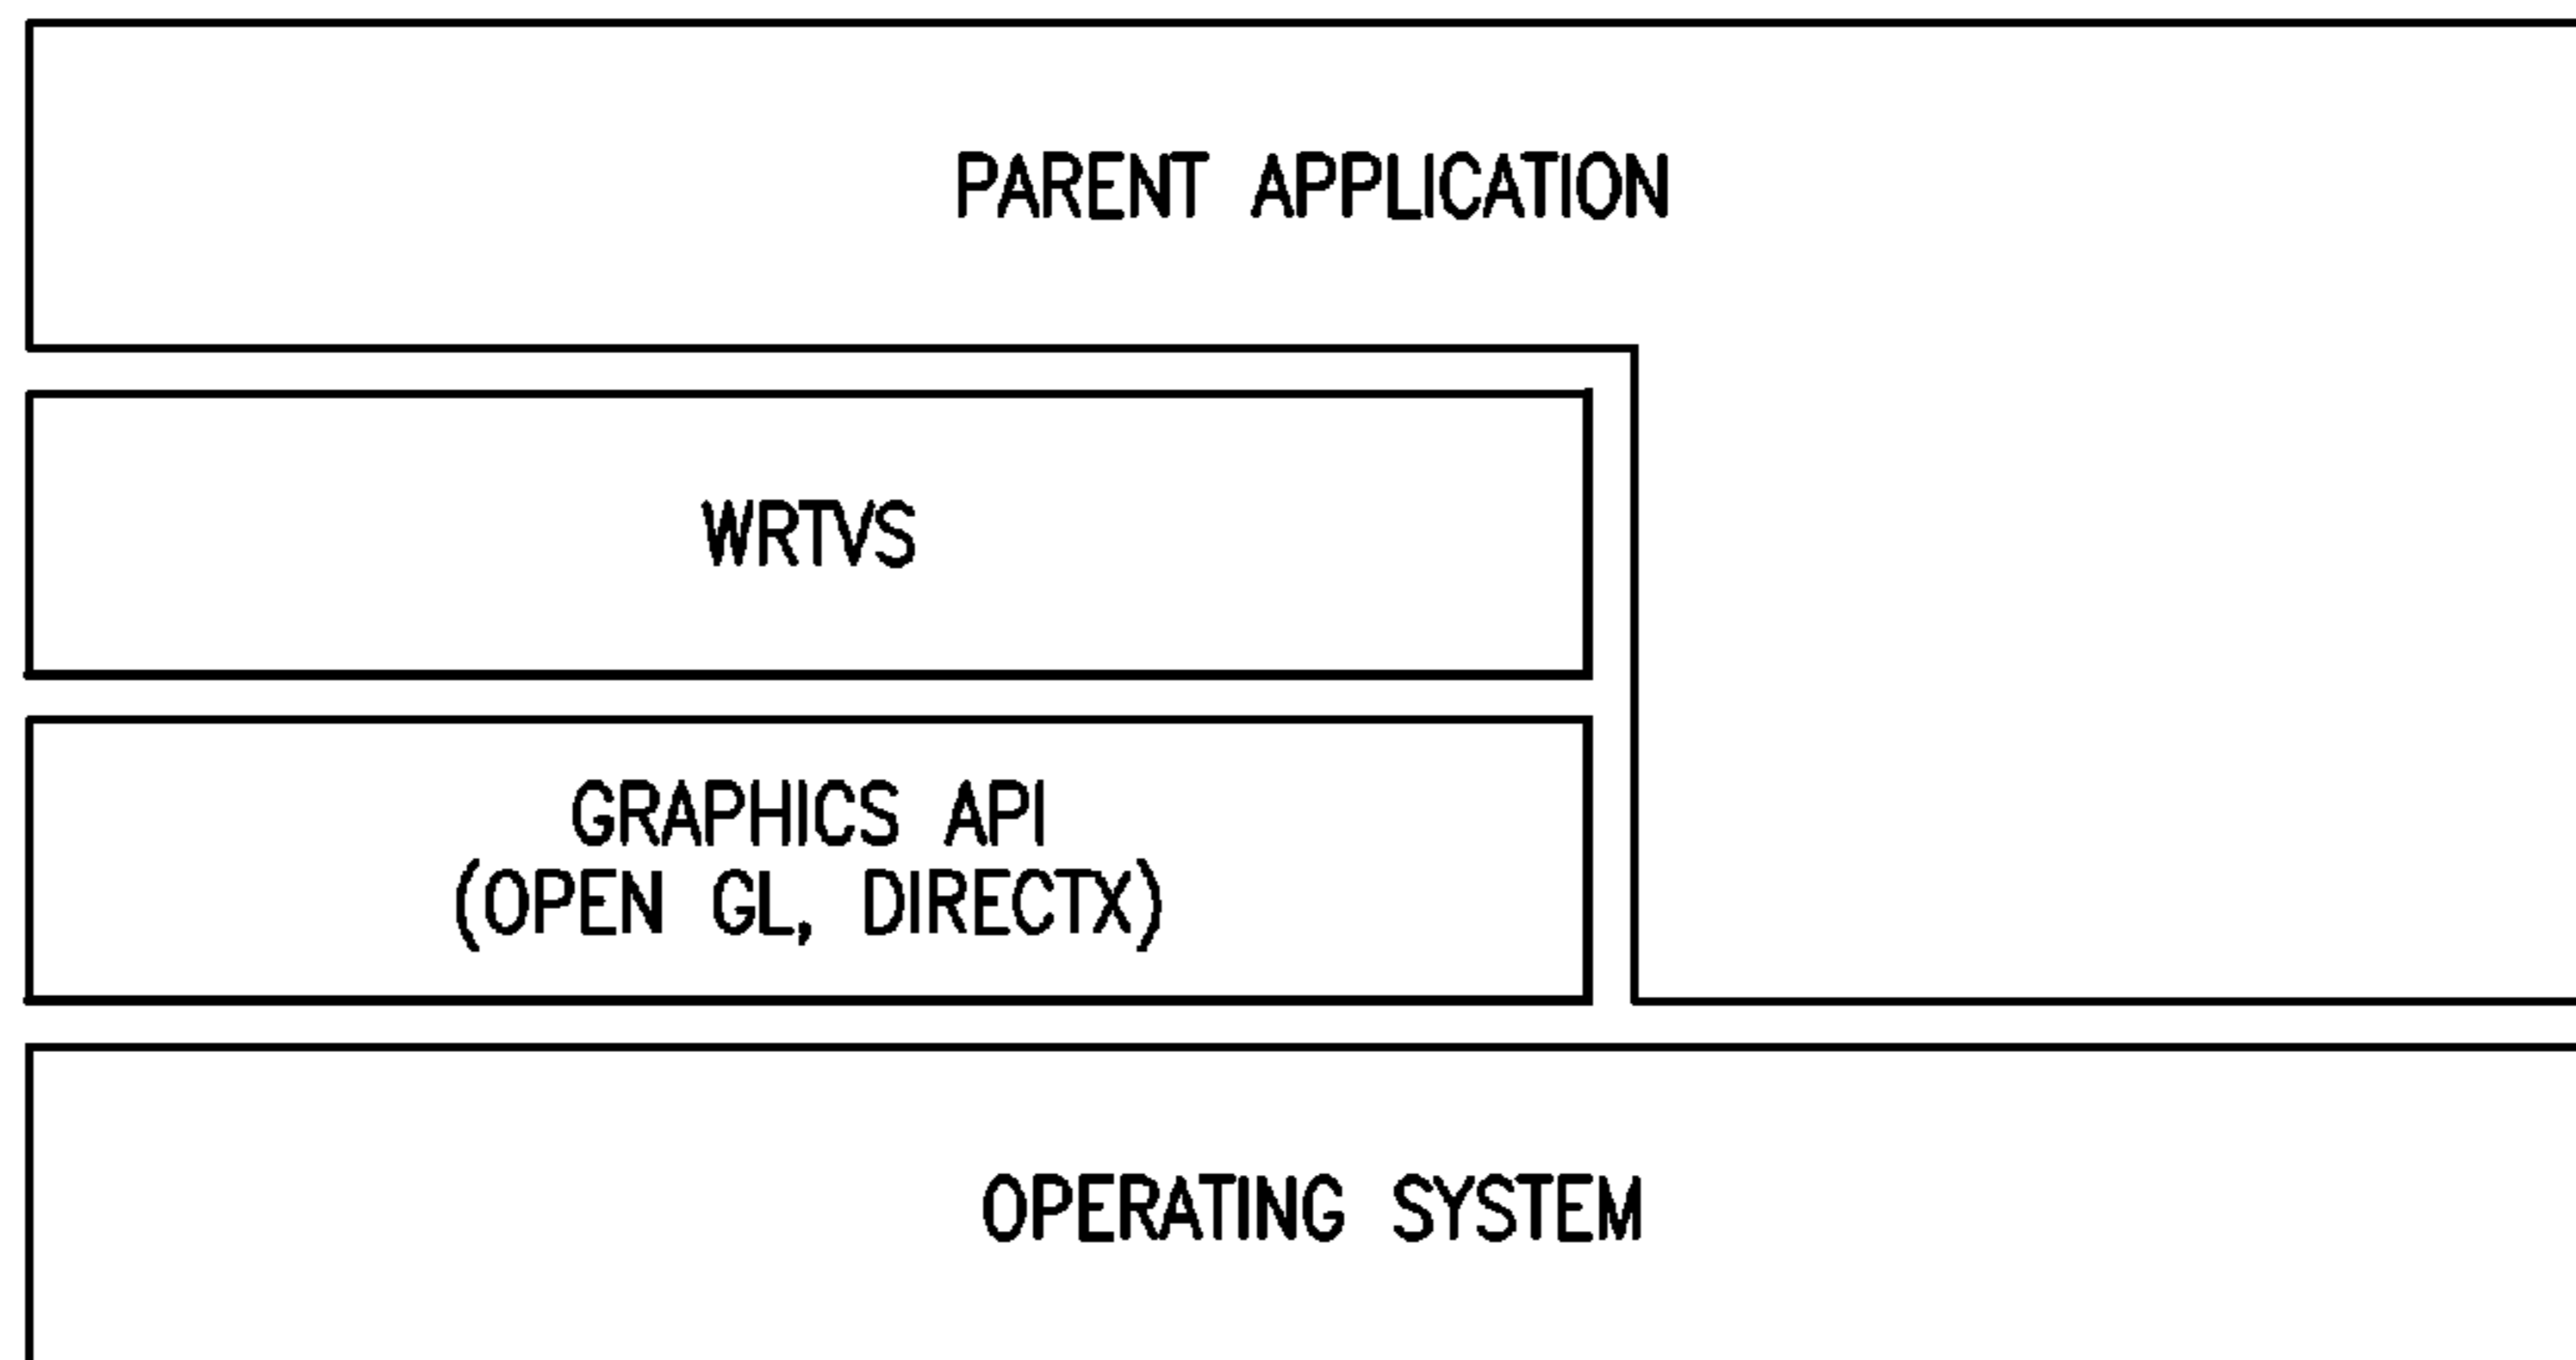 PARENT APPLICATION
WRTVS
GRAPHICS API
(OPEN GL, DIRECTX)
OPERATING SYSTEM